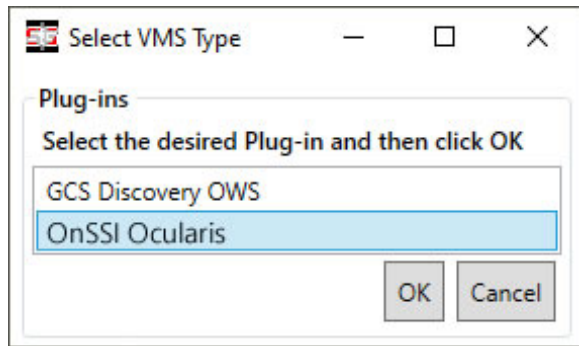 Select VMS Type
Plug-ins
Select the desired Plug-in and then click OK
GCS Discovery OWS
OnSSI Ocularis
OK Cancel